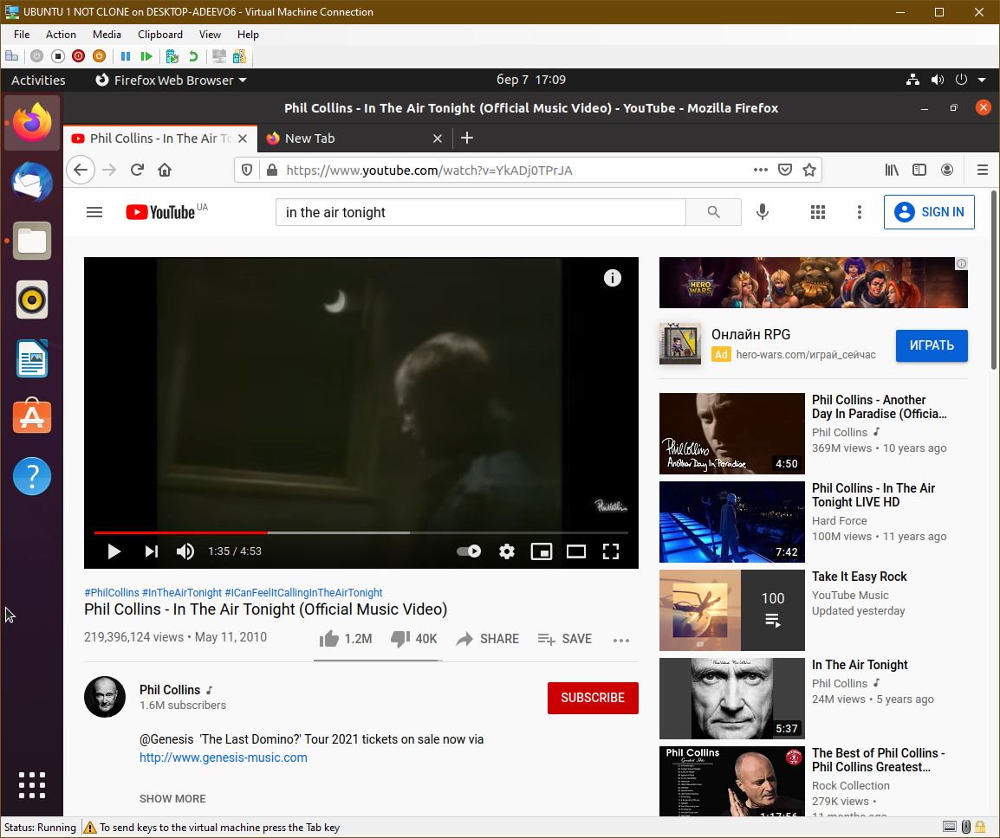 UBUNTU 1 NOT CLONE on DESKTOP-ADEEVO6 - Virtual Machine Connection
File Action Media Clipboard View Help
Activities Firefox Web Browser бер 7 17:09
Phil Collins - In The Air Tonight (Official Music Video) - YouTube - Mozilla Firefox
Phil Collins - In The Air To New Tab
https://www.youtube.com/watch?v=YkADj0TPrJA
YouTube UA in the air tonight SIGN IN
HERO WARS
Онлайн RPG
Ad hero-wars.com/играй_сейчас
ИГРАТЬ
Phil Collins
1:35 / 4:53
#PhilCollins #InTheAirTonight #ICanFeelItCallingInTheAirTonight
Phil Collins - In The Air Tonight (Official Music Video)
219,396,124 views • May 11, 2010
1.2M 40K SHARE SAVE
Phil Collins
1.6M subscribers
SUBSCRIBE
@Genesis 'The Last Domino?' Tour 2021 tickets on sale now via
http://www.genesis-music.com
SHOW MORE
Phil Collins
Another Day In Paradise
4:50
Phil Collins - Another
Day In Paradise (Officia...
Phil Collins
369M views • 10 years ago
7:42
Phil Collins - In The Air
Tonight LIVE HD
Hard Force
100M views • 11 years ago
100
Take It Easy Rock
YouTube Music
Updated yesterday
5:37
In The Air Tonight
Phil Collins
24M views • 5 years ago
Phil Collins
Greatest Hits
1:17:56
The Best of Phil Collins -
Phil Collins Greatest...
Rock Collection
279K views •
11 months ago
Status: Running To send keys to the virtual machine press the Tab key